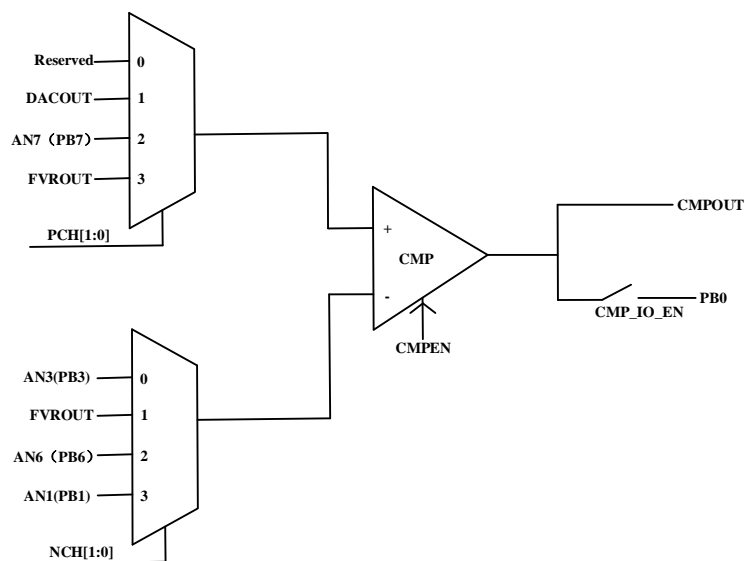 Reserved 0
DACOUT 1
AN7（PB7） 2
FVROUT 3
PCH[1:0]
+
CMP
-
CMPEN
CMPOUT
PB0
CMP_IO_EN
AN3(PB3) 0
FVROUT 1
AN6（PB6） 2
AN1(PB1) 3
NCH[1:0]